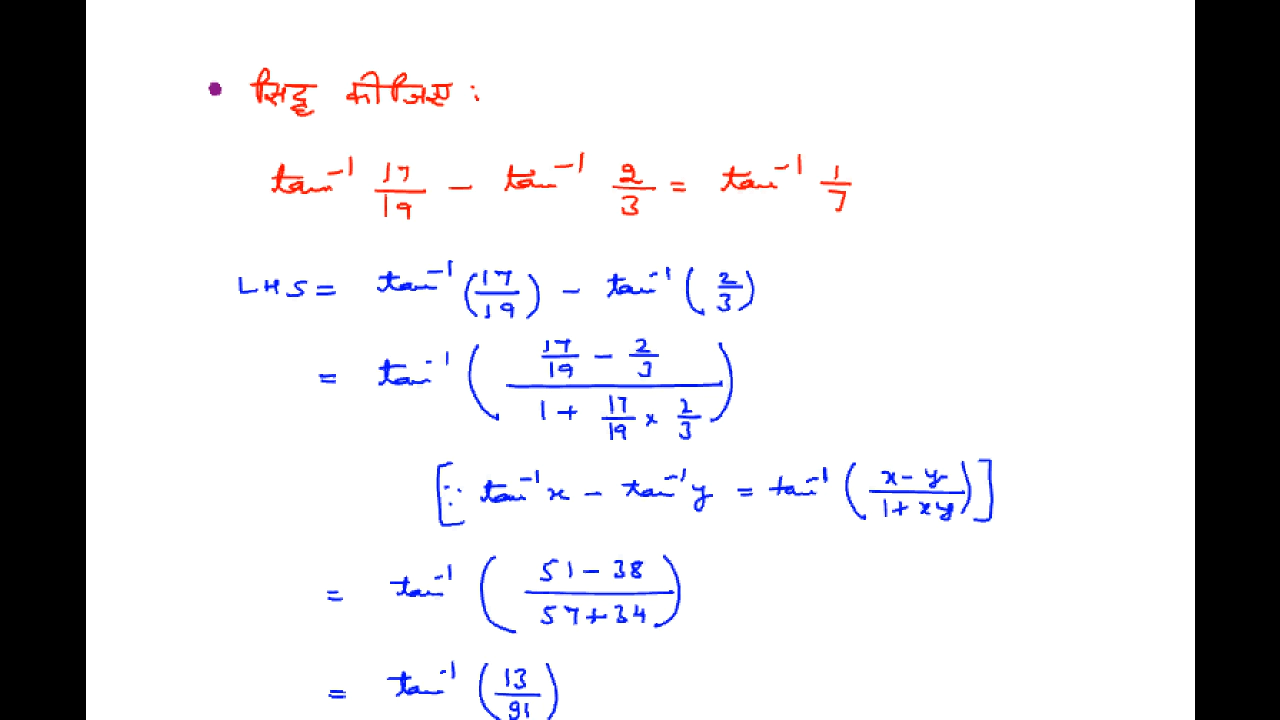 • सिद्ध कीजिए :
tan⁻¹ 17/19 − tan⁻¹ 2/3 = tan⁻¹ 1/7
LHS = tan⁻¹(17/19) − tan⁻¹(2/3)
= tan⁻¹((17/19 − 2/3)/(1 + 17/19 × 2/3))
[∵ tan⁻¹x − tan⁻¹y = tan⁻¹((x − y)/(1 + xy))]
= tan⁻¹((51 − 38)/(57 + 34))
= tan⁻¹(13/91)